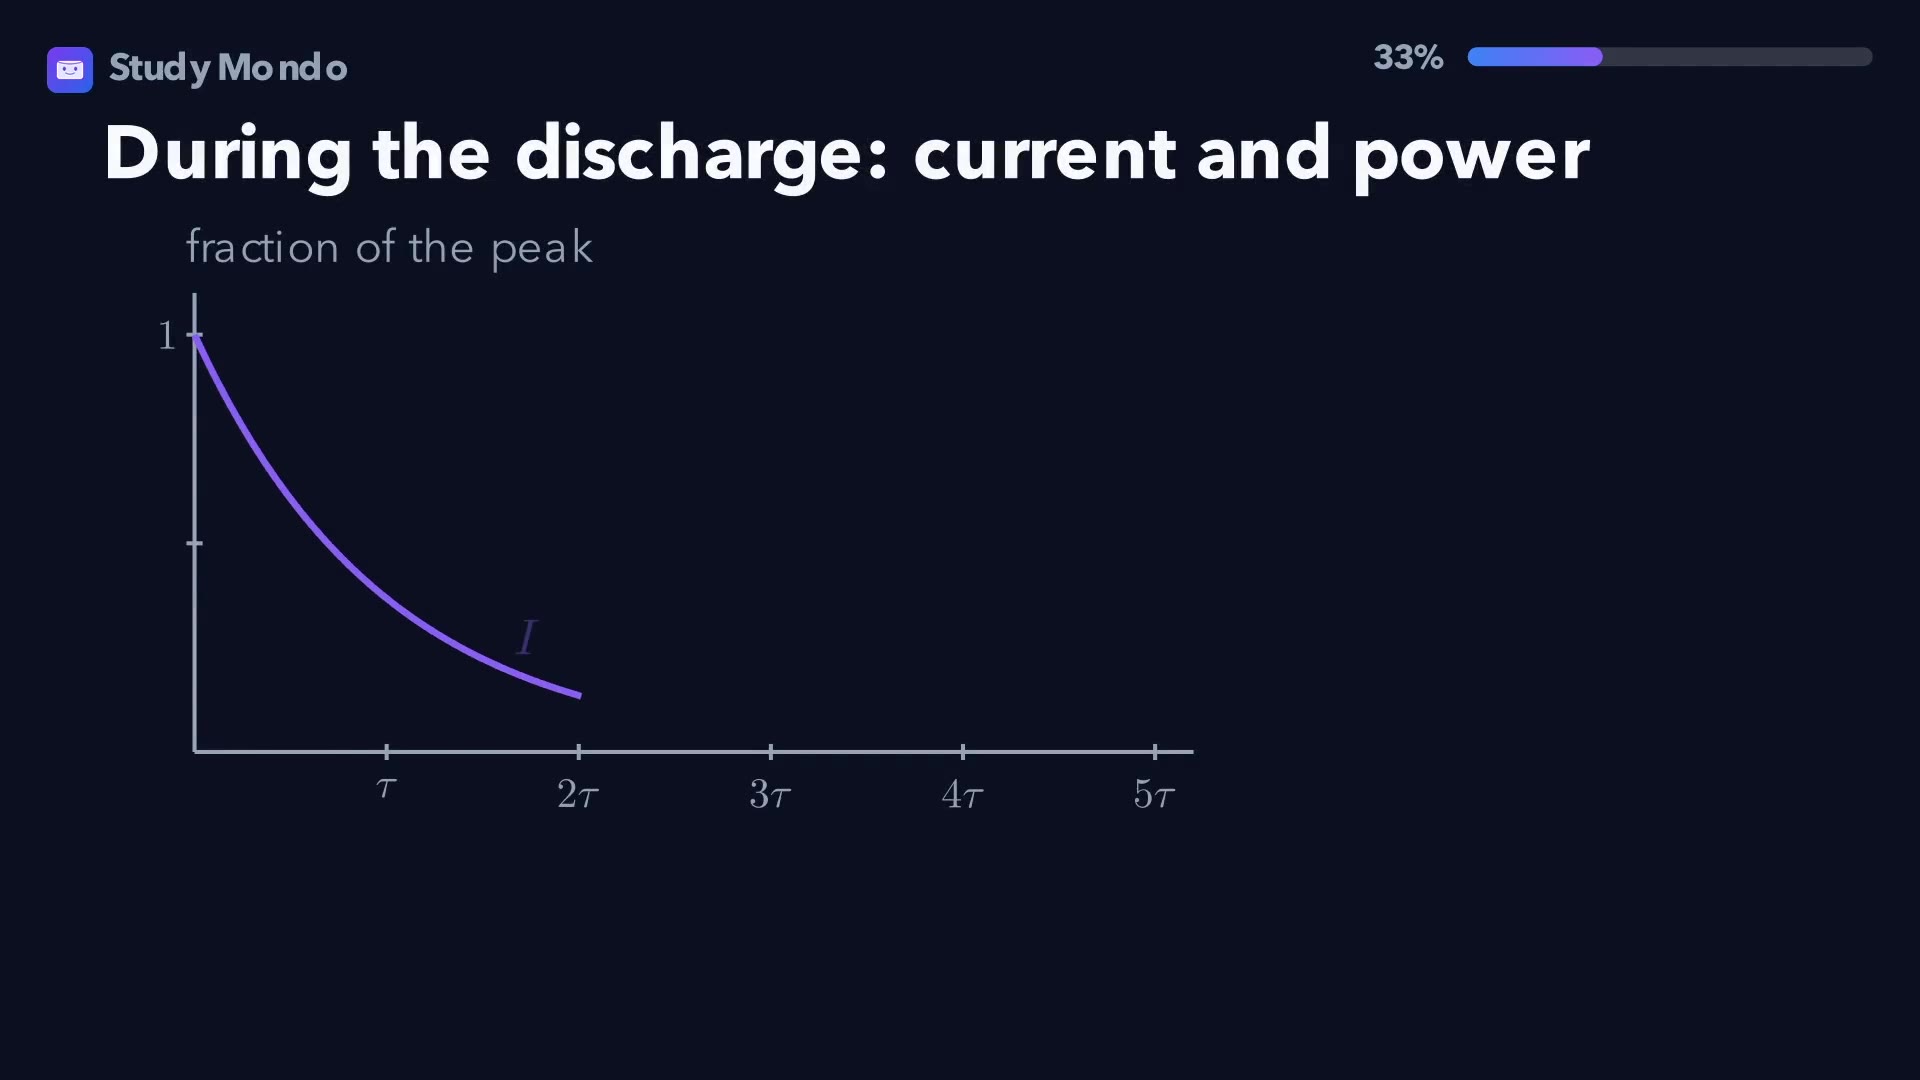 Study Mondo
33%
During the discharge: current and power
fraction of the peak
1
I
τ 2τ 3τ 4τ 5τ